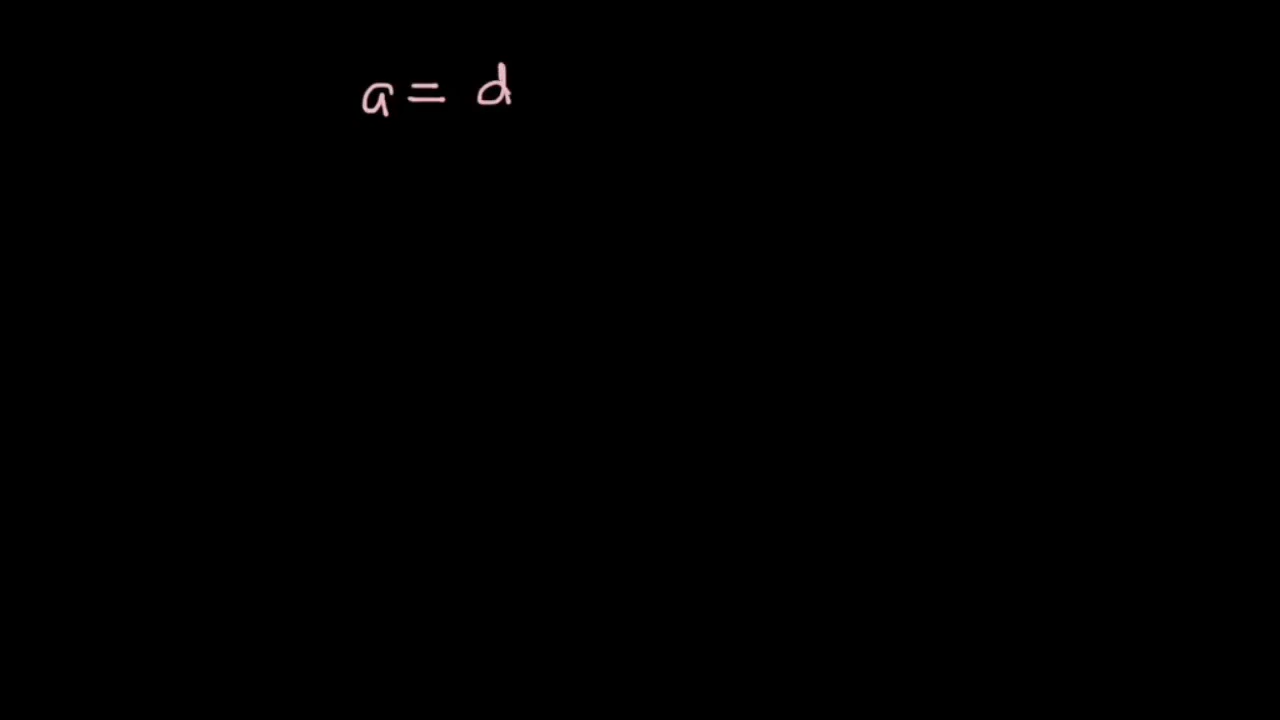 a = d